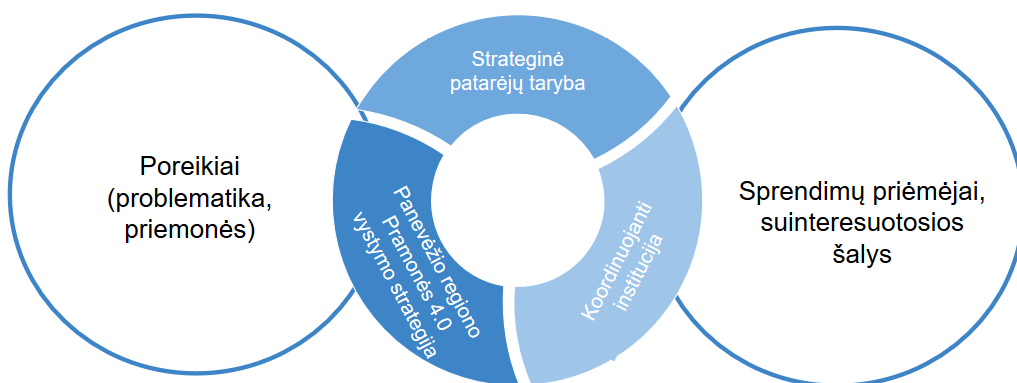 Poreikiai
(problematika,
priemonės)
Strateginė
patarėjų taryba
Panevėžio regiono
Pramonės 4.0
vystymo strategija
Koordinuojanti
institucija
Sprendimų priėmėjai,
suinteresuotosios
šalys